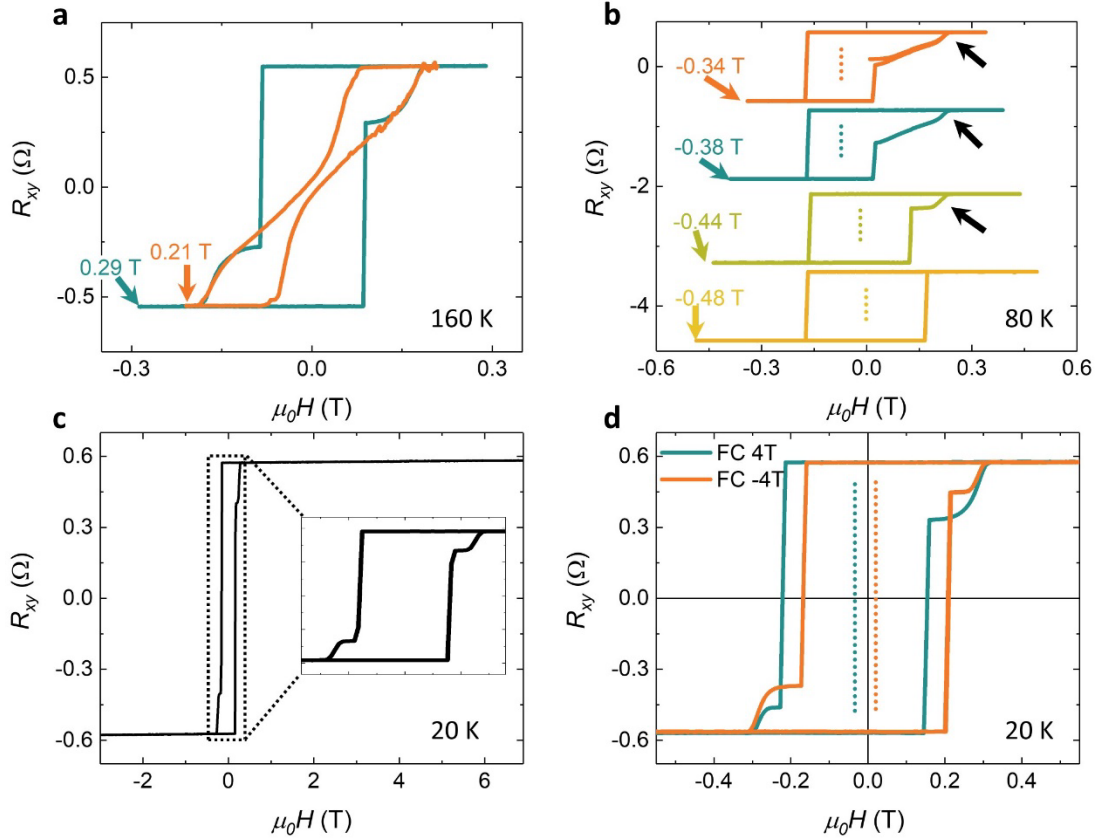 a
0.5
0.0
-0.5
R_xy (Ω)
0.29 T
0.21 T
160 K
-0.3
0.0
0.3
μ₀H (T)
b
0
-2
-4
R_xy (Ω)
-0.34 T
-0.38 T
-0.44 T
-0.48 T
80 K
-0.6
-0.3
0.0
0.3
0.6
μ₀H (T)
c
0.6
0.3
0.0
-0.3
-0.6
R_xy (Ω)
20 K
-2
0
2
4
6
μ₀H (T)
d
FC 4T
FC -4T
0.6
0.3
0.0
-0.3
-0.6
R_xy (Ω)
20 K
-0.4
-0.2
0.0
0.2
0.4
μ₀H (T)